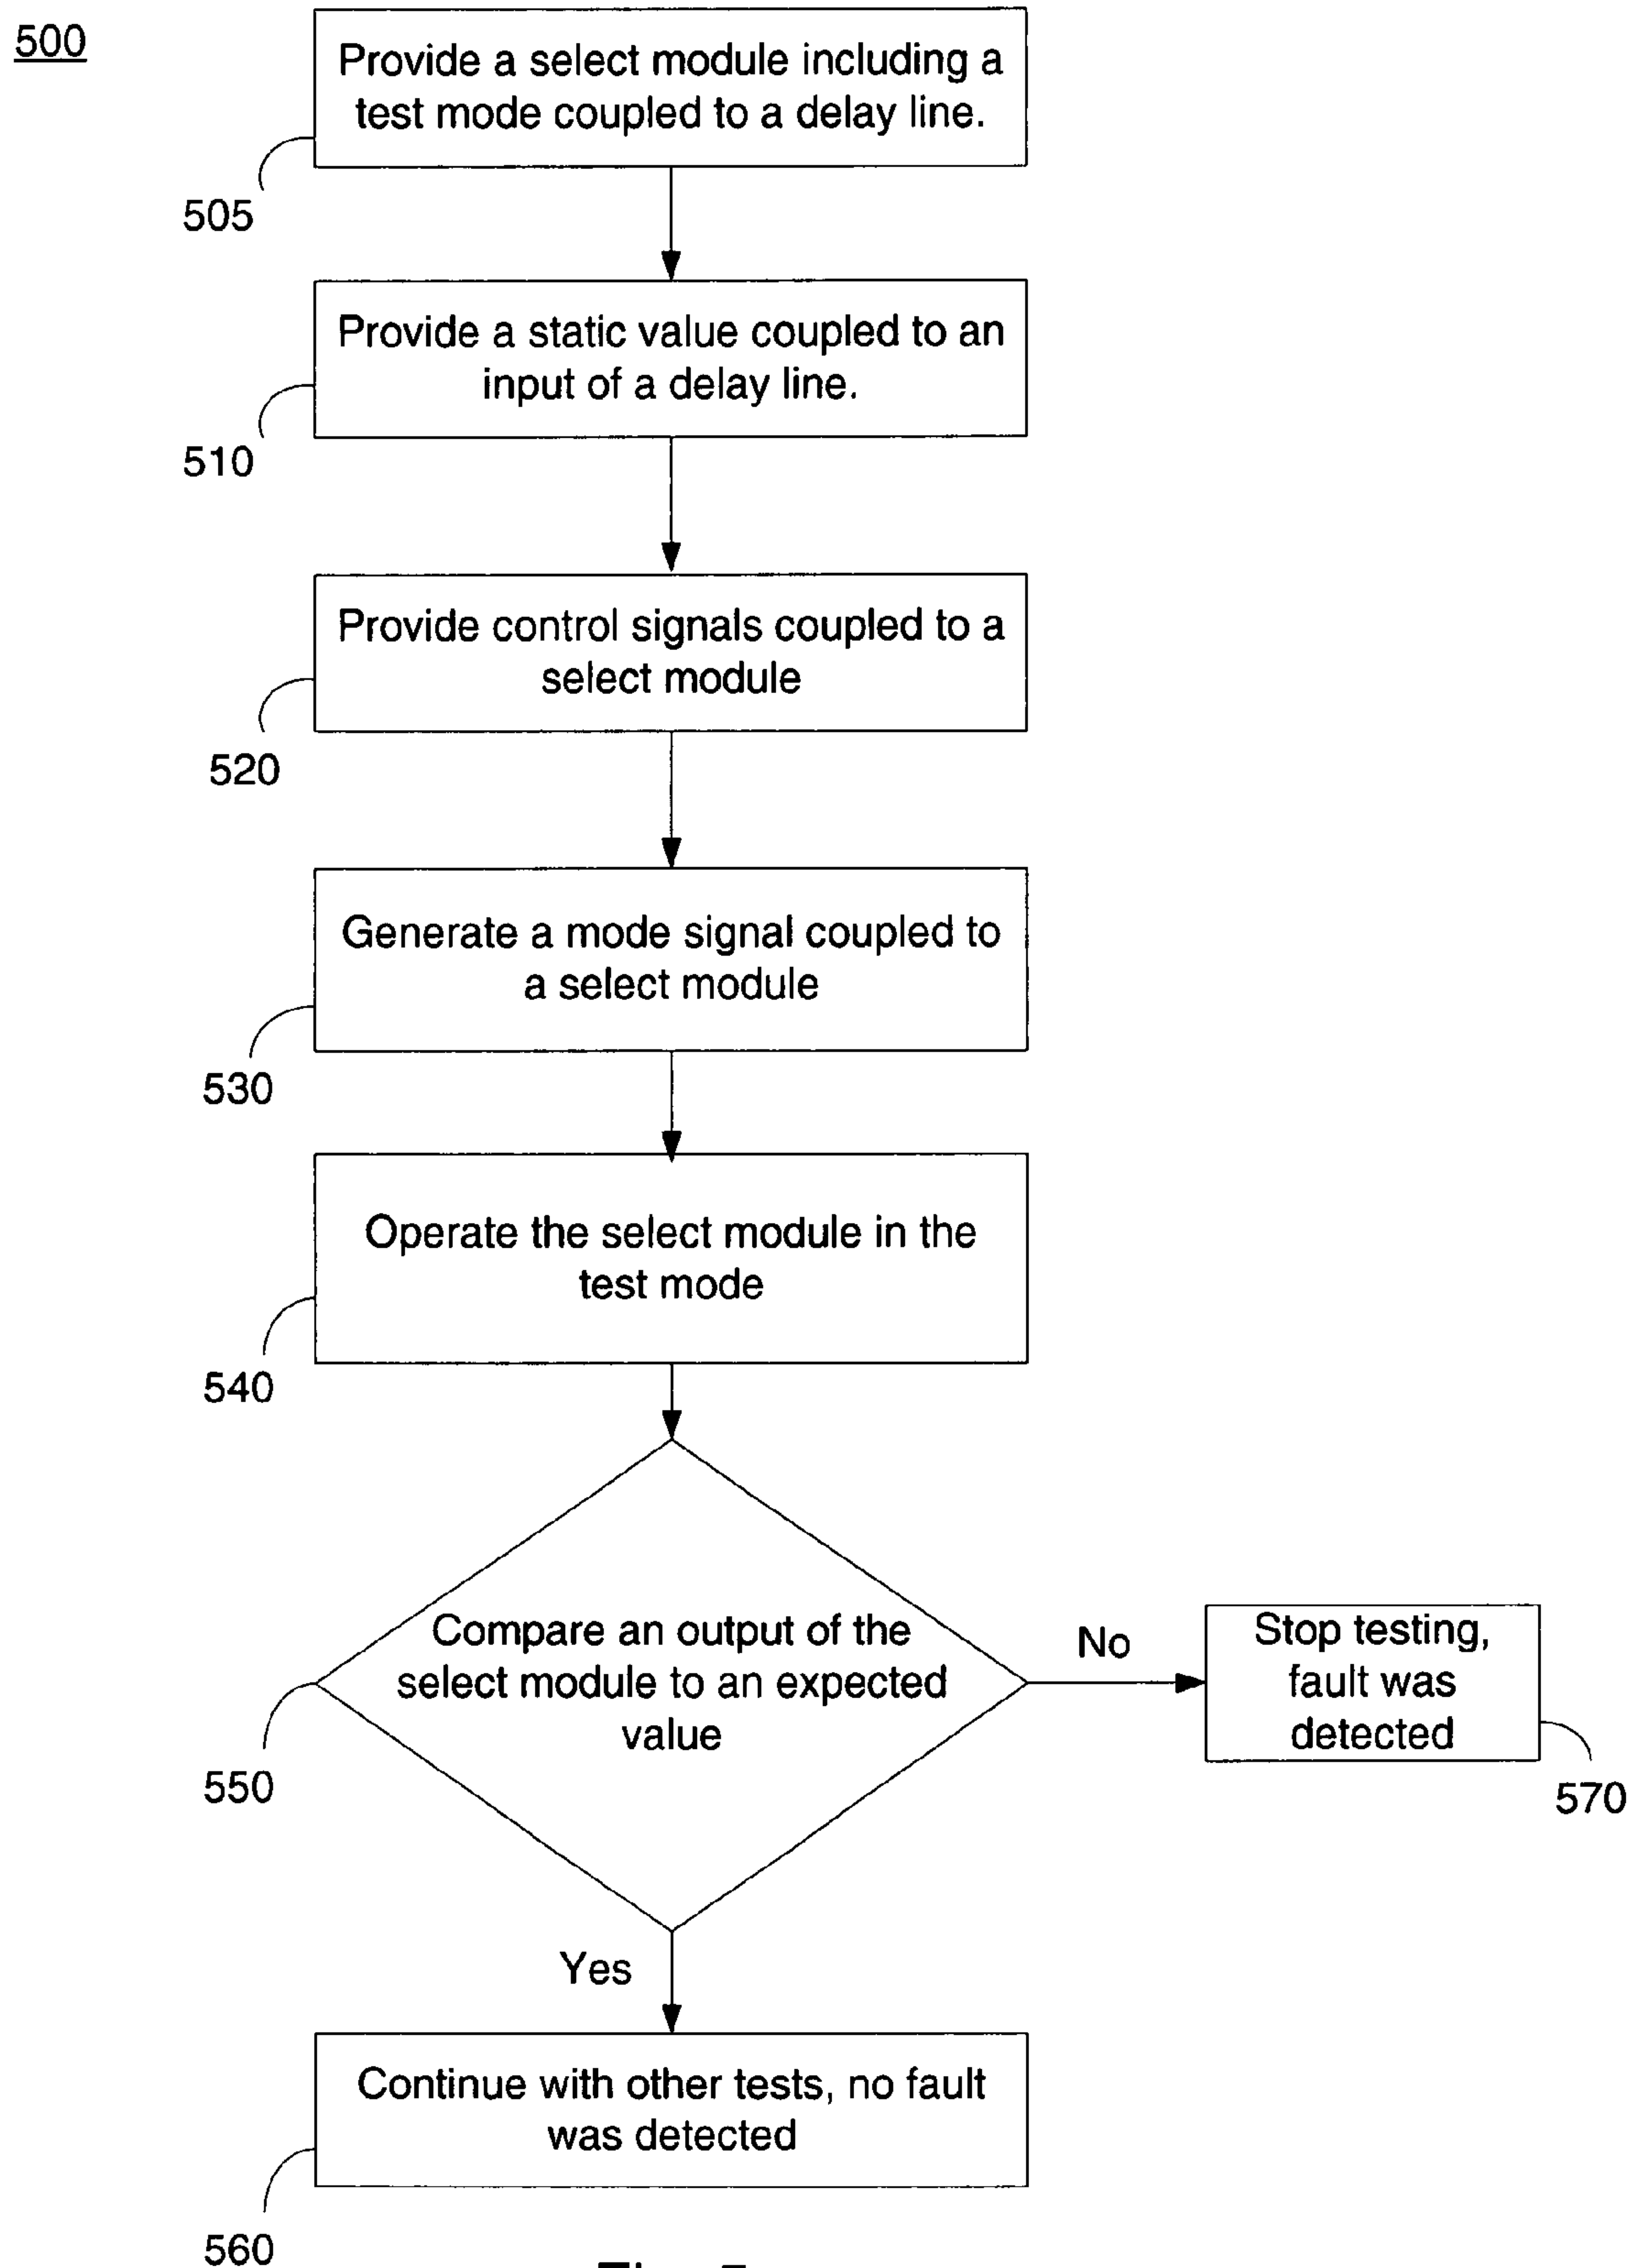 500
Provide a select module including a
test mode coupled to a delay line.
505
Provide a static value coupled to an
input of a delay line.
510
Provide control signals coupled to a
select module
520
Generate a mode signal coupled to
a select module
530
Operate the select module in the
test mode
540
Compare an output of the
select module to an expected
value
550
No
Stop testing,
fault was
detected
570
Yes
Continue with other tests, no fault
was detected
560